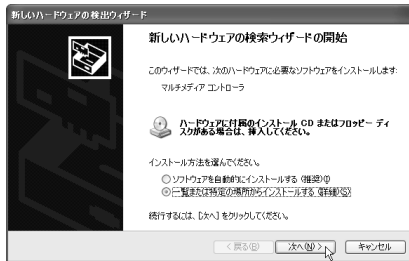 新しいハードウェアの検出ウィザード
新しいハードウェアの検索ウィザードの開始
このウィザードでは、次のハードウェアに必要なソフトウェアをインストールします:
マルチメディア コントローラ
ハードウェアに付属のインストール CD またはフロッピー ディ
スクがある場合は、挿入してください。
インストール方法を選んでください。
ソフトウェアを自動的にインストールする (推奨)(I)
一覧または特定の場所からインストールする (詳細)(S)
続行するには、[次へ] をクリックしてください。
< 戻る(B) 次へ(N) > キャンセル